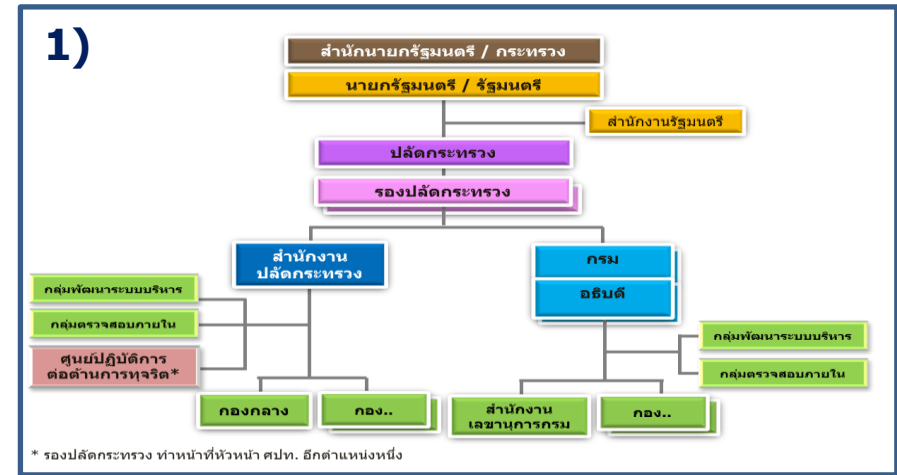 1)
สำนักนายกรัฐมนตรี / กระทรวง
นายกรัฐมนตรี / รัฐมนตรี
สำนักงานรัฐมนตรี
ปลัดกระทรวง
รองปลัดกระทรวง
สำนักงาน
ปลัดกระทรวง
กรม
อธิบดี
กลุ่มพัฒนาระบบบริหาร
กลุ่มตรวจสอบภายใน
ศูนย์ปฏิบัติการ
ต่อต้านการทุจริต*
กลุ่มพัฒนาระบบบริหาร
กลุ่มตรวจสอบภายใน
กองกลาง
กอง..
สำนักงาน
เลขานุการกรม
กอง..
* รองปลัดกระทรวง ทำหน้าที่หัวหน้า ศปท. อีกตำแหน่งหนึ่ง